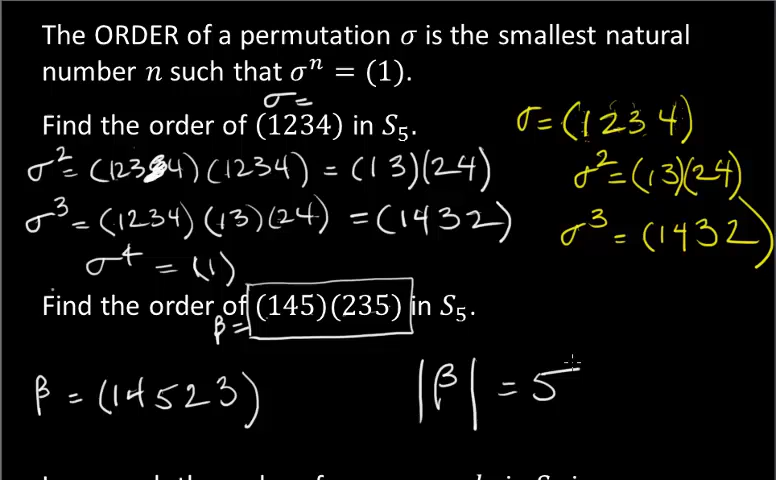 The ORDER of a permutation σ is the smallest natural
number n such that σⁿ = (1).
σ=
Find the order of (1234) in S₅.
σ² = (1234)(1234) = (13)(24)
σ³ = (1234)(13)(24) = (1432)
σ⁴ = (1)
σ = (1234)
σ² = (13)(24)
σ³ = (1432)
Find the order of (145)(235) in S₅.
β=
β = (14523)
|β| = 5